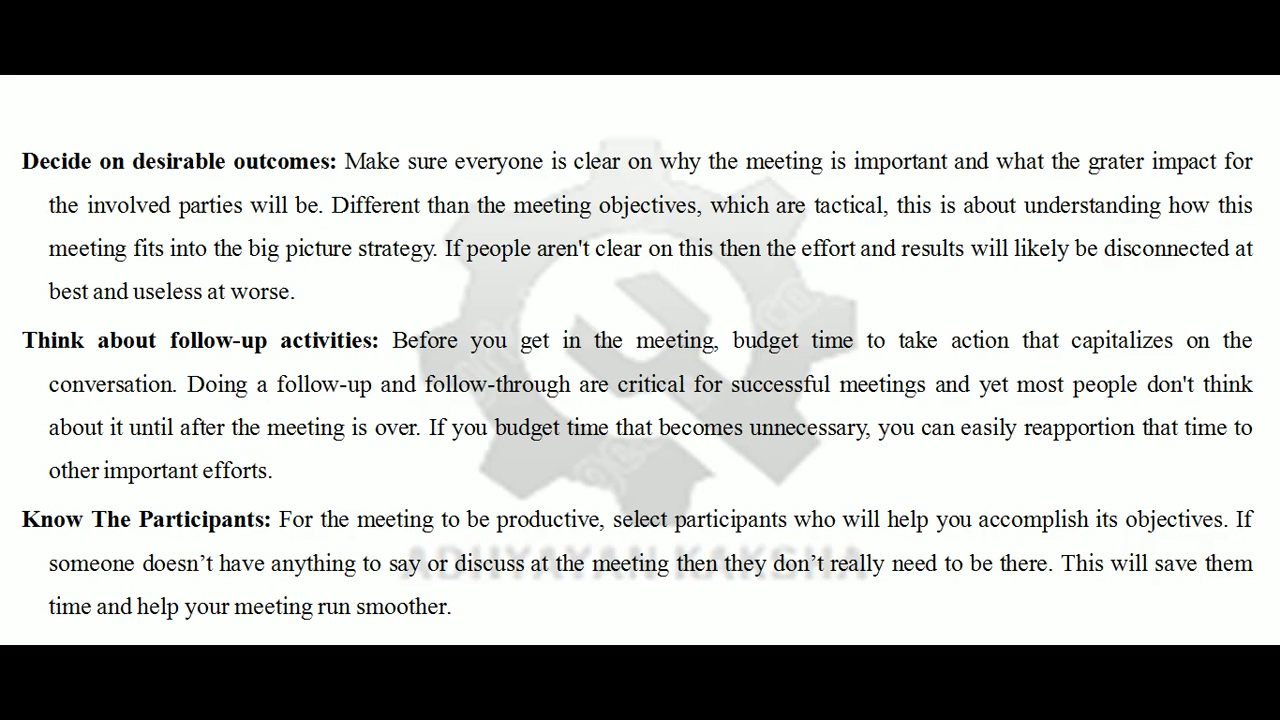 Decide on desirable outcomes: Make sure everyone is clear on why the meeting is important and what the grater impact for
the involved parties will be. Different than the meeting objectives, which are tactical, this is about understanding how this
meeting fits into the big picture strategy. If people aren't clear on this then the effort and results will likely be disconnected at
best and useless at worse.
Think about follow-up activities: Before you get in the meeting, budget time to take action that capitalizes on the
conversation. Doing a follow-up and follow-through are critical for successful meetings and yet most people don't think
about it until after the meeting is over. If you budget time that becomes unnecessary, you can easily reapportion that time to
other important efforts.
Know The Participants: For the meeting to be productive, select participants who will help you accomplish its objectives. If
someone doesn’t have anything to say or discuss at the meeting then they don’t really need to be there. This will save them
time and help your meeting run smoother.
ADHYAYAN KAKSHA